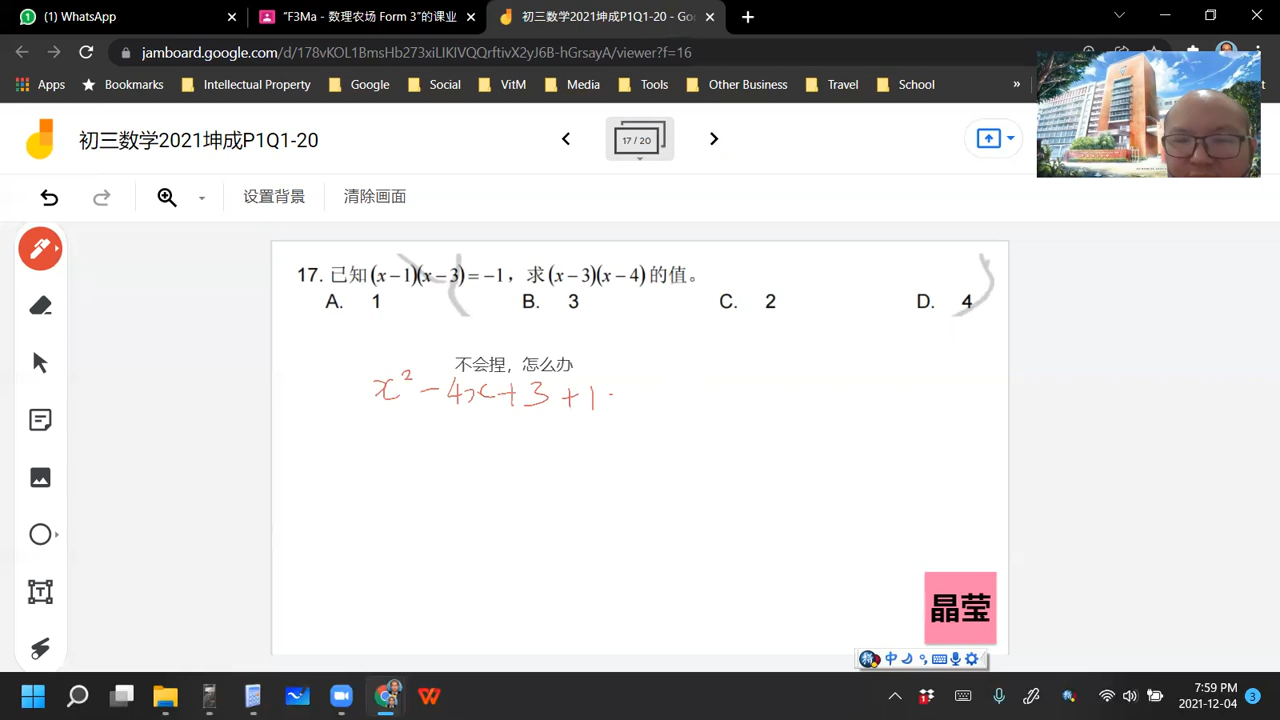 (1) WhatsApp
"F3Ma - 数理农场 Form 3"的课业
初三数学2021坤成P1Q1-20 - Go
jamboard.google.com/d/178vKOL1BmsHb273xiLlKIVQQrftivX2yJ6B-hGrsayA/viewer?f=16
Apps
Bookmarks
Intellectual Property
Google
Social
VitM
Media
Tools
Other Business
Travel
School
»
初三数学2021坤成P1Q1-20
17 / 20
设置背景
清除画面
17. 已知(x−1)(x−3)=−1，求(x−3)(x−4)的值。
A. 1 B. 3 C. 2 D. 4
不会捏，怎么办
x² − 4x + 3 + 1
晶莹
中
7:59 PM
2021-12-04
3